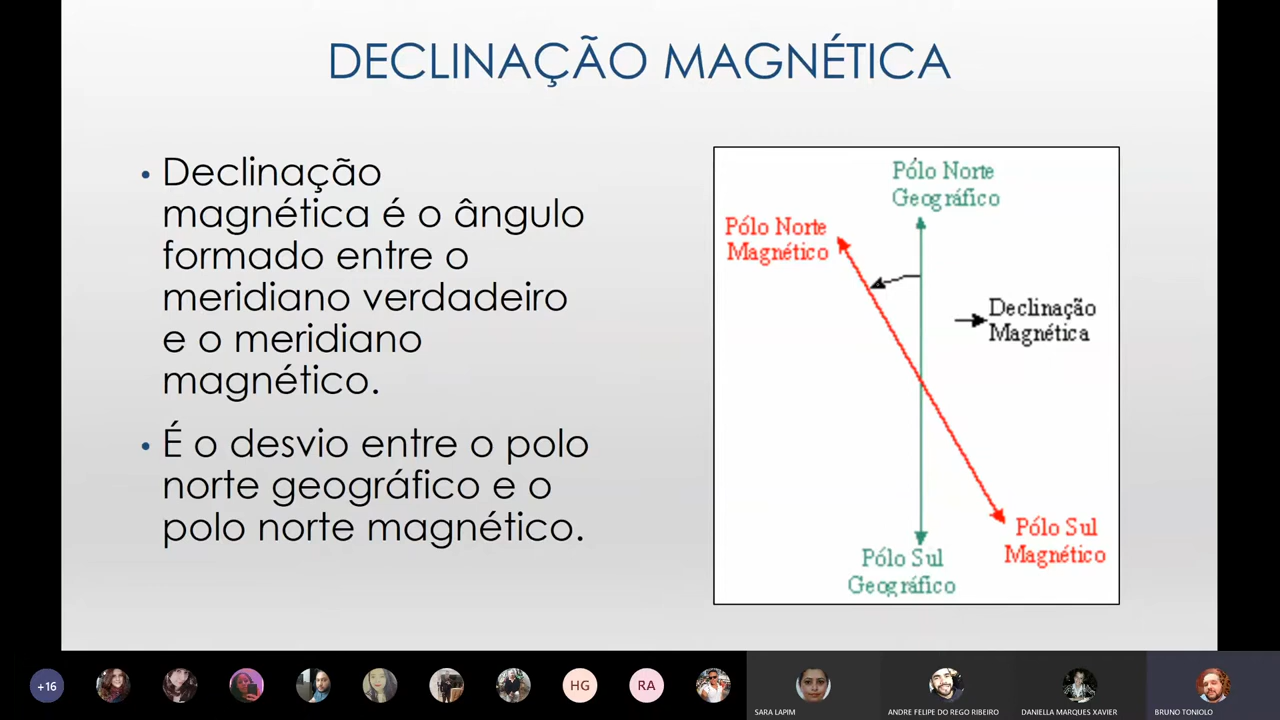 DECLINAÇÃO MAGNÉTICA
• Declinação
magnética é o ângulo
formado entre o
meridiano verdadeiro
e o meridiano
magnético.
• É o desvio entre o polo
norte geográfico e o
polo norte magnético.
Pólo Norte
Geográfico
Pólo Norte
Magnético
Declinação
Magnética
Pólo Sul
Magnético
Pólo Sul
Geográfico
+16
HG
RA
SARA LAPIM
ANDRE FELIPE DO REGO RIBEIRO
DANIELLA MARQUES XAVIER
BRUNO TONIOLO